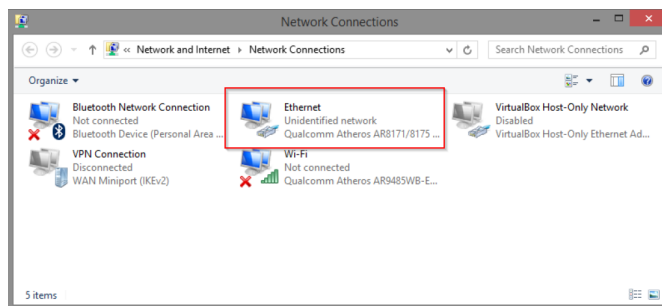 Network Connections
« Network and Internet ▸ Network Connections
Search Network Connections
Organize
Bluetooth Network Connection
Not connected
Bluetooth Device (Personal Area ...
Ethernet
Unidentified network
Qualcomm Atheros AR8171/8175 ...
VirtualBox Host-Only Network
Disabled
VirtualBox Host-Only Ethernet Ad...
VPN Connection
Disconnected
WAN Miniport (IKEv2)
Wi-Fi
Not connected
Qualcomm Atheros AR9485WB-E...
5 items